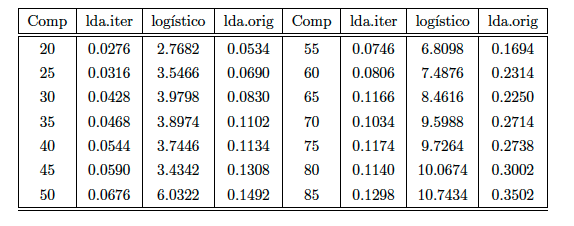 Comp lda.iter logístico lda.orig Comp lda.iter logístico lda.orig
20 0.0276 2.7682 0.0534 55 0.0746 6.8098 0.1694
25 0.0316 3.5466 0.0690 60 0.0806 7.4876 0.2314
30 0.0428 3.9798 0.0830 65 0.1166 8.4616 0.2250
35 0.0468 3.8974 0.1102 70 0.1034 9.5988 0.2714
40 0.0544 3.7446 0.1134 75 0.1174 9.7264 0.2738
45 0.0590 3.4342 0.1308 80 0.1140 10.0674 0.3002
50 0.0676 6.0322 0.1492 85 0.1298 10.7434 0.3502